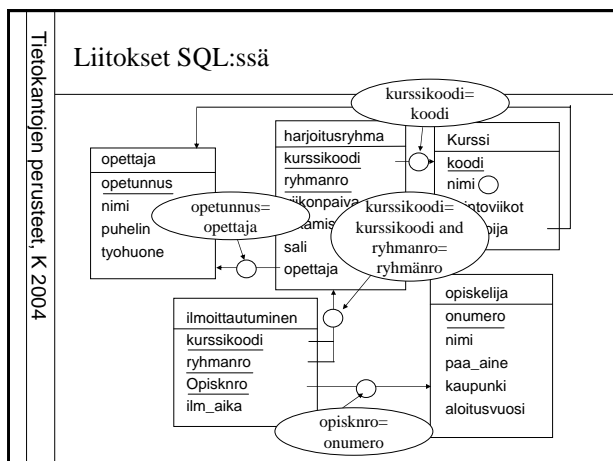 Tietokantojen perusteet, K 2004
Liitokset SQL:ssä
kurssikoodi=
koodi
opettaja
opetunnus
nimi
puhelin
tyohuone
harjoitusryhma
kurssikoodi
ryhmanro
sali
opettaja
Kurssi
koodi
nimi
opetunnus=
opettaja
kurssikoodi=
kurssikoodi and
ryhmanro=
ryhmänro
ilmoittautuminen
kurssikoodi
ryhmanro
Opisknro
ilm_aika
opiskelija
onumero
nimi
paa_aine
kaupunki
aloitusvuosi
opisknro=
onumero